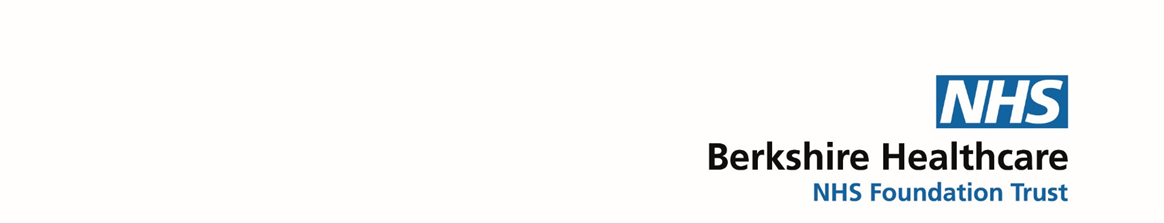 NHS
Berkshire Healthcare
NHS Foundation Trust